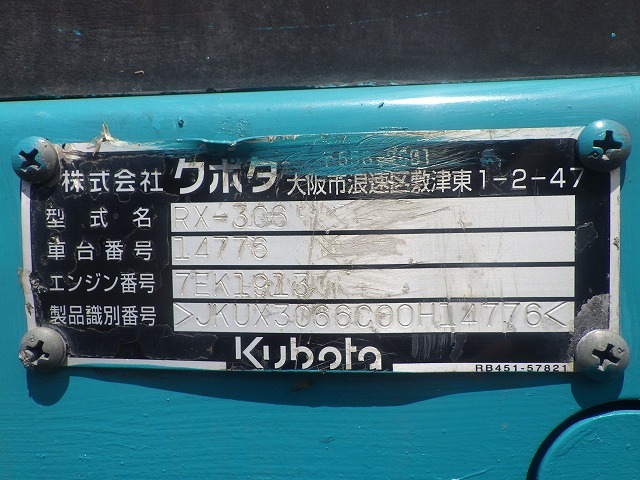 株式会社 クボタ 大阪市浪速区敷津東1-2-47
型式名 RX-306
車台番号 14776
エンジン番号 7EK1913
製品識別番号 >JKUX3066C00H14776<
Kubota
RB451-57821